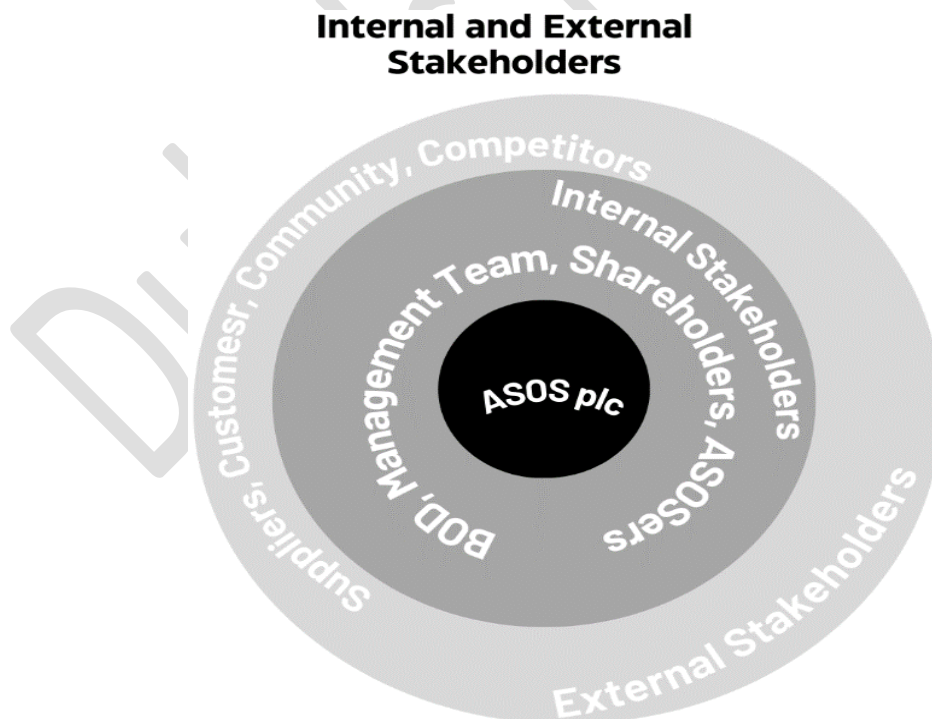 Internal and External
Stakeholders
Suppliers, Customesr, Community, Competitors
Internal Stakeholders
BOD, Management Team, Shareholders, ASOSers
ASOS plc
External Stakeholders